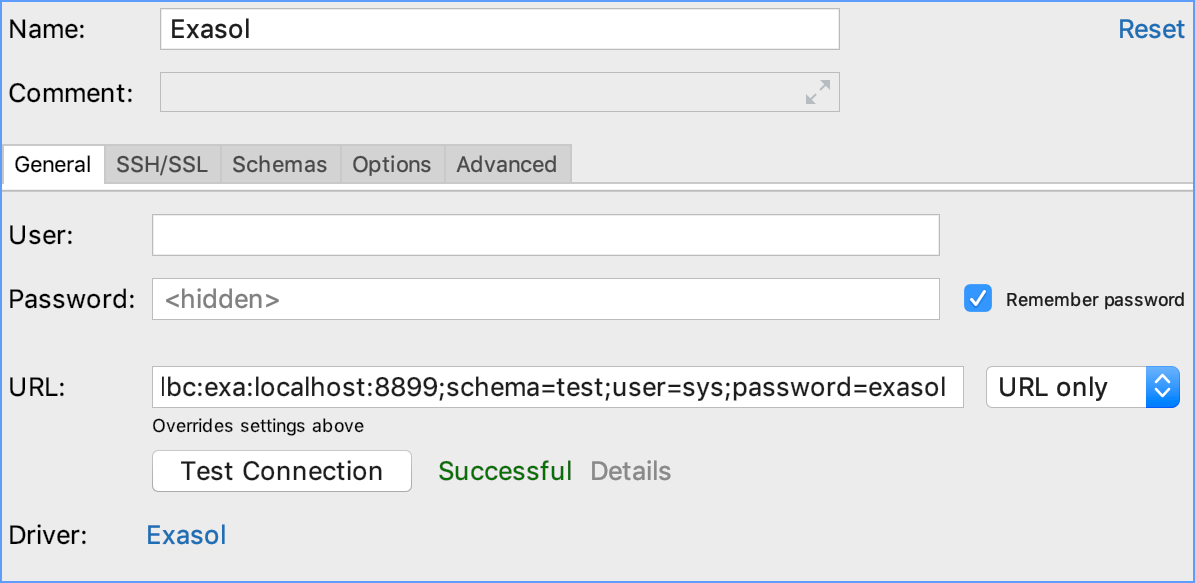 Name: Exasol Reset
Comment:
General SSH/SSL Schemas Options Advanced
User:
Password: <hidden> Remember password
URL: lbc:exa:localhost:8899;schema=test;user=sys;password=exasol URL only
Overrides settings above
Test Connection Successful Details
Driver: Exasol